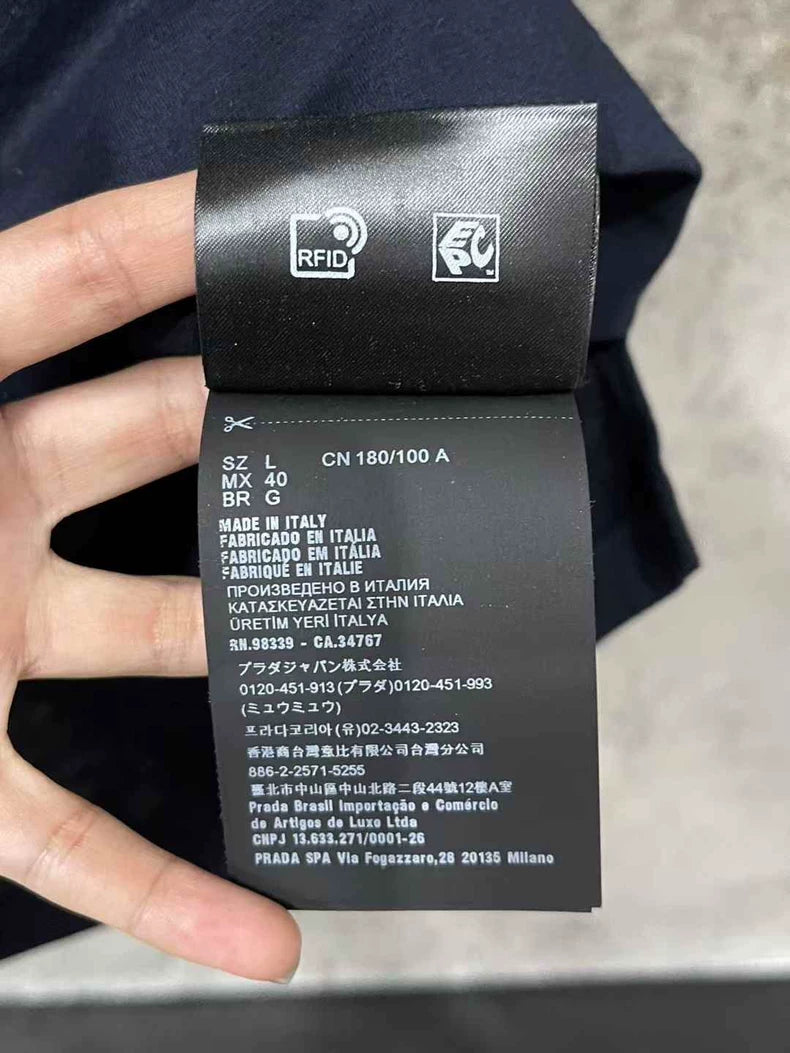 RFID
EPC™
SZ L CN 180/100 A
MX 40
BR G
MADE IN ITALY
FABRICADO EN ITALIA
FABRICADO EM ITÁLIA
FABRIQUÉ EN ITALIE
ПРОИЗВЕДЕНО В ИТАЛИЯ
ΚΑΤΑΣΚΕΥΑΖΕΤΑΙ ΣΤΗΝ ΙΤΑΛΙΑ
ÜRETİM YERİ İTALYA
RN.98339 - CA.34767
プラダジャパン株式会社
0120-451-913(プラダ)0120-451-993
(ミュウミュウ)
프라다코리아(유)02-3443-2323
香港商台灣壹比有限公司台灣分公司
886-2-2571-5255
臺北市中山區中山北路二段44號12樓A室
Prada Brasil Importação e Comércio
de Artigos de Luxo Ltda
CNPJ 13.633.271/0001-26
PRADA SPA Via Fogazzaro,28 20135 Milano